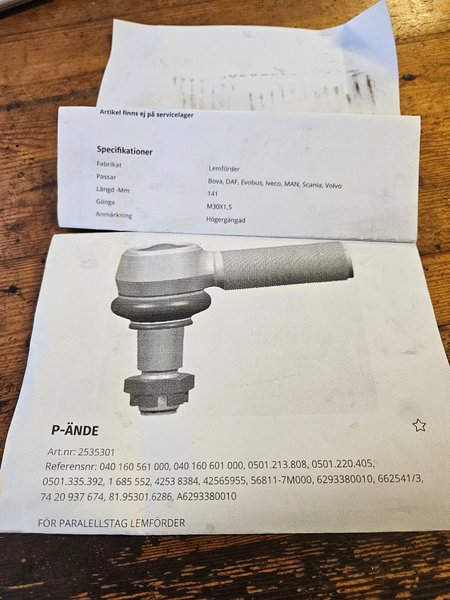 Artikel finns ej på servicelager
Specifikationer
Fabrikat Lemförder
Passar Bova, DAF, Evobus, Iveco, MAN, Scania, Volvo
Längd -Mm 141
Gänga M30X1,5
Anmärkning Högergängad
P-ÄNDE
Art.nr: 2535301
Referensnr: 040 160 561 000, 040 160 601 000, 0501.213.808, 0501.220.405,
0501.335.392, 1 685 552, 4253 8384, 42565955, 56811-7M000, 6293380010, 662541/3,
74 20 937 674, 81.95301.6286, A6293380010
FÖR PARALELLSTAG LEMFÖRDER